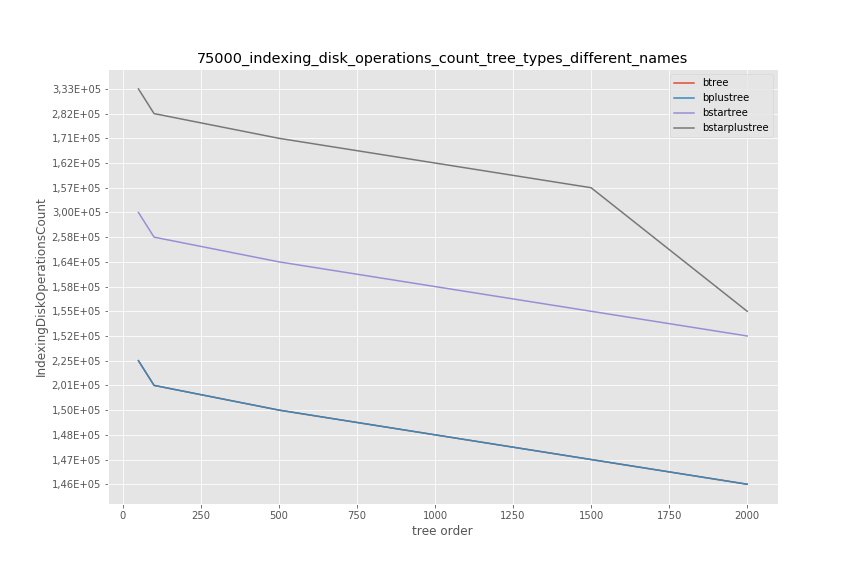 75000_indexing_disk_operations_count_tree_types_different_names
btree
bplustree
bstartree
bstarplustree
IndexingDiskOperationsCount
3,33E+05
2,82E+05
1,71E+05
1,62E+05
1,57E+05
3,00E+05
2,58E+05
1,64E+05
1,58E+05
1,55E+05
1,52E+05
2,25E+05
2,01E+05
1,50E+05
1,48E+05
1,47E+05
1,46E+05
0 250 500 750 1000 1250 1500 1750 2000
tree order